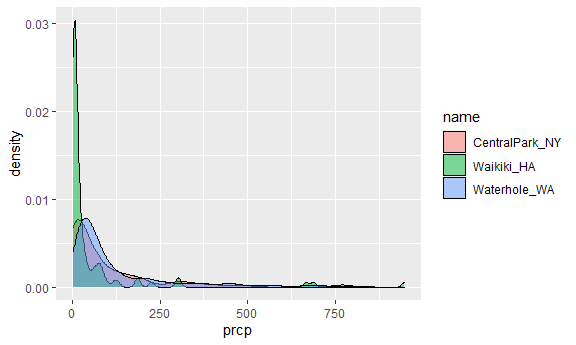 0.03
0.02
0.01
0.00
density
0
250
500
750
prcp
name
CentralPark_NY
Waikiki_HA
Waterhole_WA